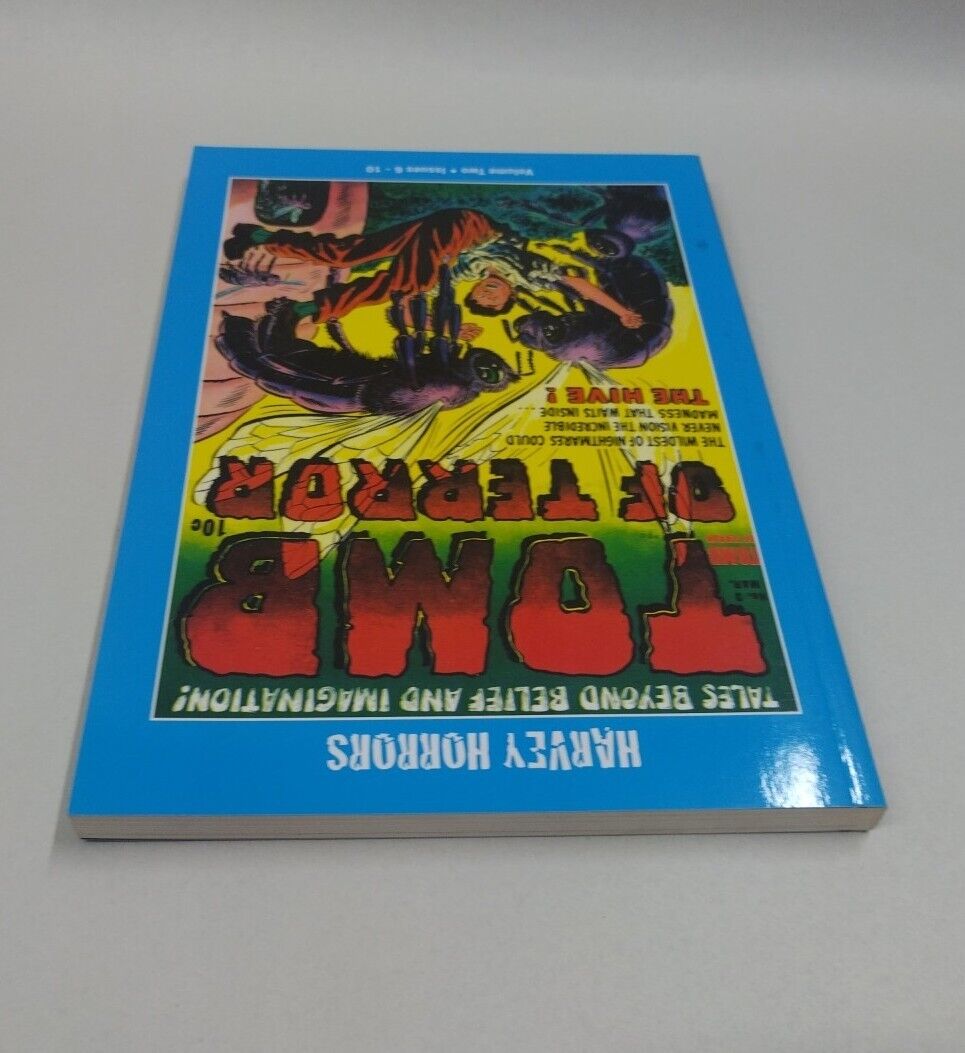 HARVEY HORRORS
TALES BEYOND BELIEF AND IMAGINATION!
TOMB
OF TERROR
MAR.
10¢
THE WILDEST OF NIGHTMARES COULD
NEVER VISION THE INCREDIBLE
MADNESS THAT WAITS INSIDE ...
THE HIVE!
Volume Two • Issues 6 - 10